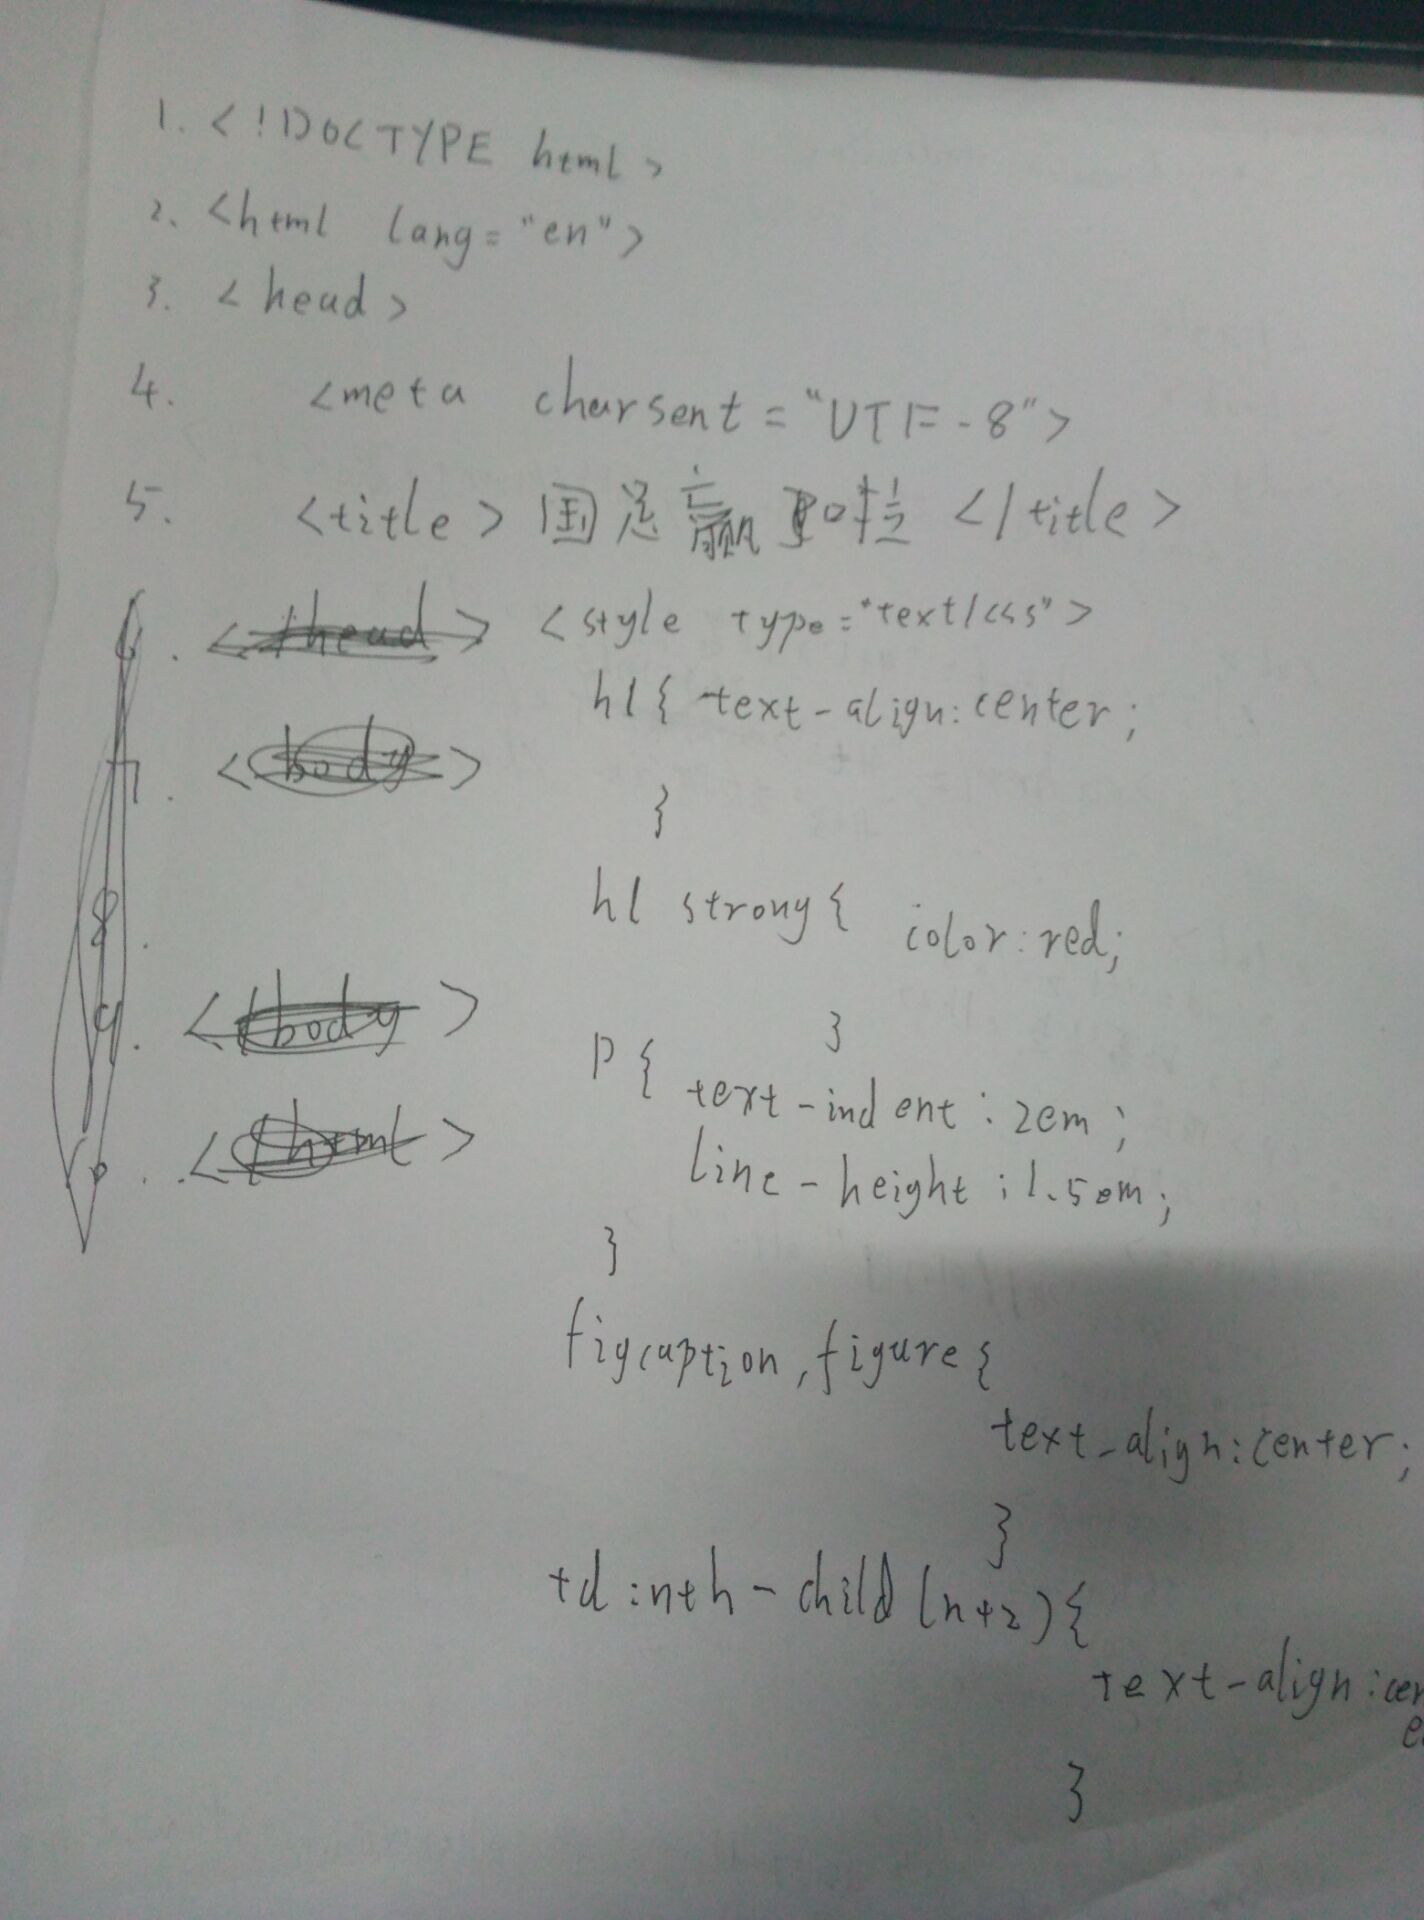 1. <!DOCTYPE html>
2. <html lang="en">
3. <head>
4. <meta charsent="UTF-8">
5. <title>国足赢 啦</title>
6. </head> <style type="text/css">
h1{ text-align:center;
7. <body>
}
8.
h1 strong{ color:red;
9. </body>
}
p{ text-indent:2em;
10. </html>
line-height:1.5em;
}
figcaption,figure{
text-align:center;
}
td:nth-child(n+2){
text-align:cen
}